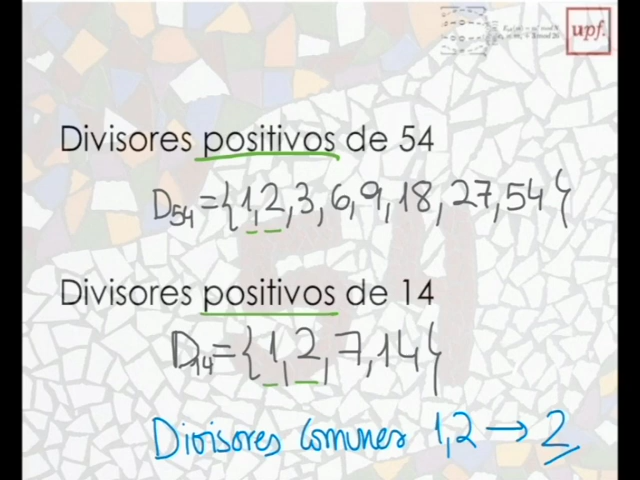 upf.
Divisores positivos de 54
D54={1,2,3,6,9,18,27,54}
Divisores positivos de 14
D14={1,2,7,14}
Divisores comunes 1,2 → 2